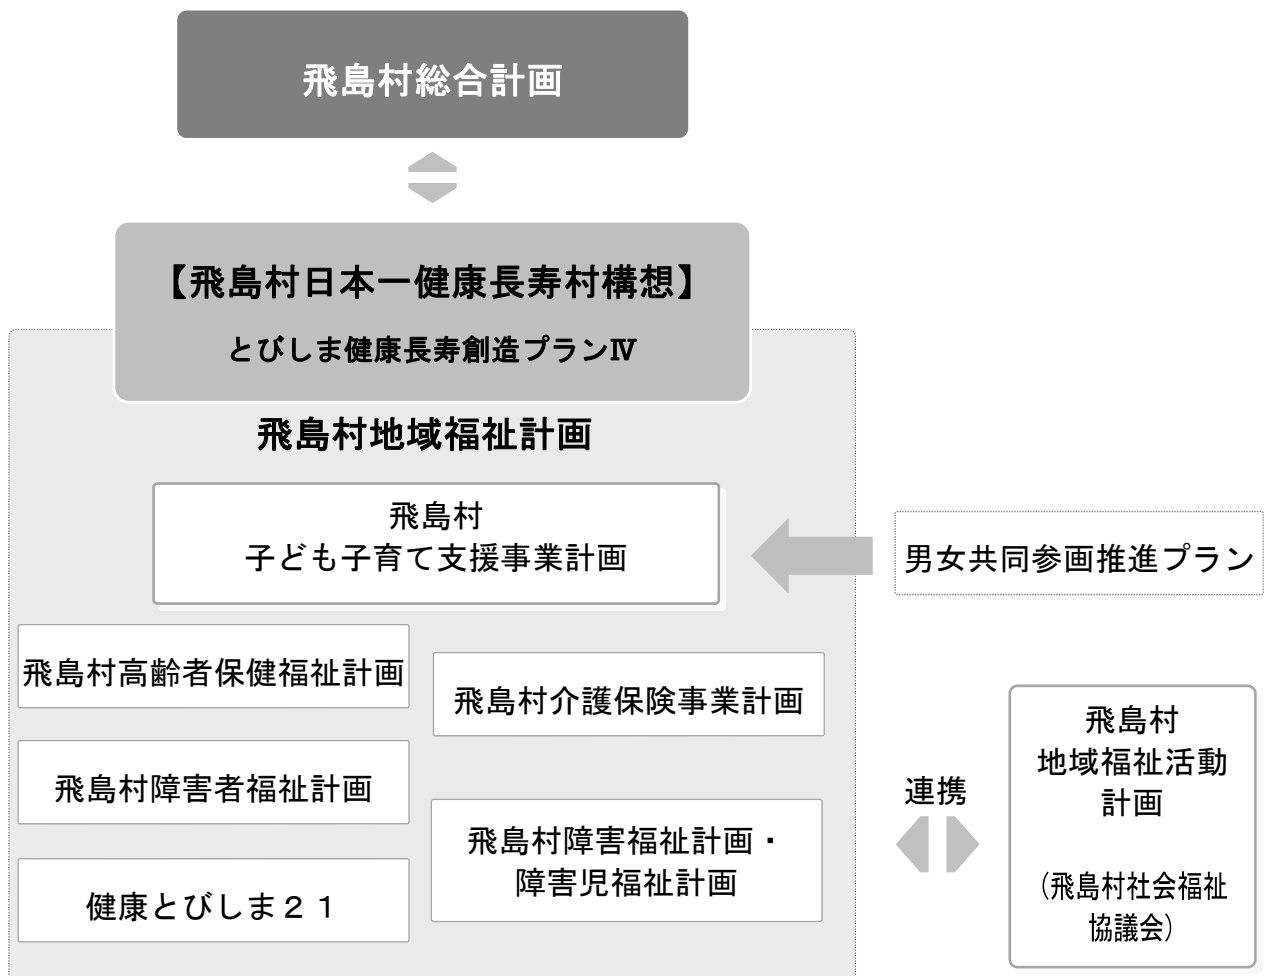 飛島村総合計画
【飛島村日本一健康長寿村構想】
とびしま健康長寿創造プランⅣ
飛島村地域福祉計画
飛島村
子ども子育て支援事業計画
男女共同参画推進プラン
飛島村高齢者保健福祉計画
飛島村介護保険事業計画
飛島村障害者福祉計画
飛島村障害福祉計画・
障害児福祉計画
健康とびしま２１
連携
飛島村
地域福祉活動
計画
（飛島村社会福祉
協議会）